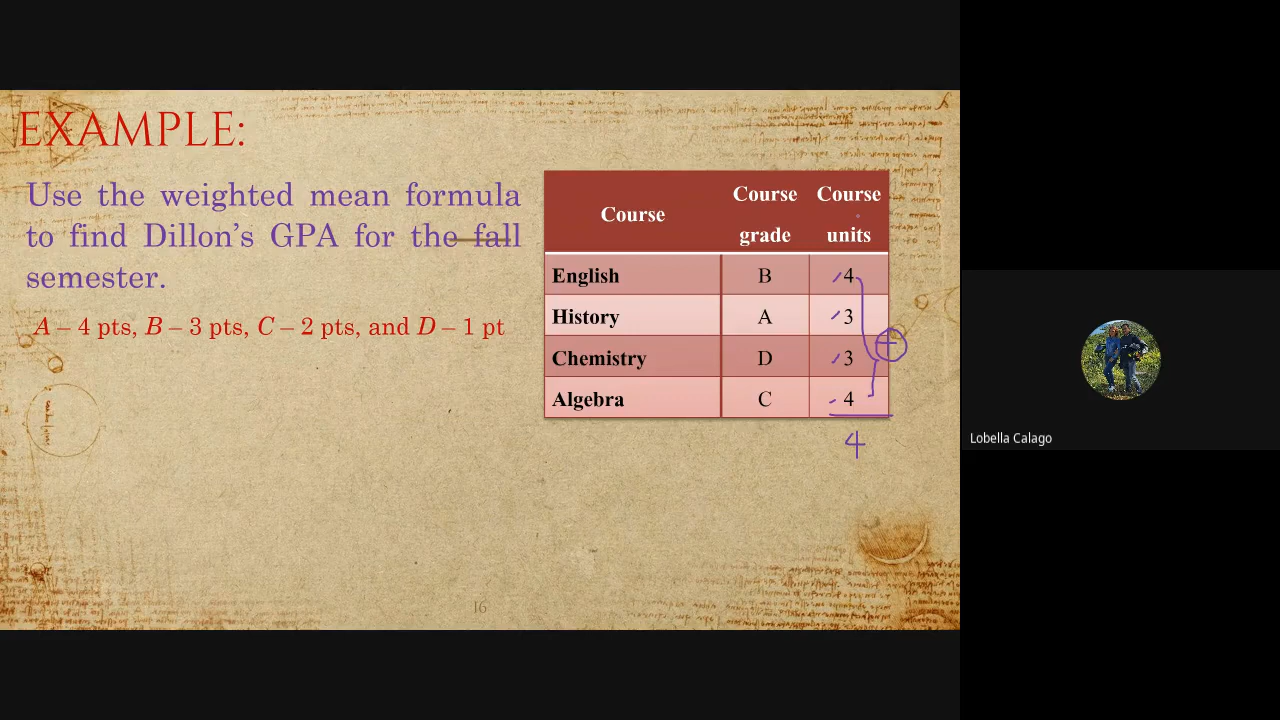 EXAMPLE:
Use the weighted mean formula
to find Dillon's GPA for the fall
semester.
A – 4 pts, B – 3 pts, C – 2 pts, and D – 1 pt
Course Course grade Course units
English B 4
History A 3
Chemistry D 3
Algebra C 4
+
4
16
Lobella Calago